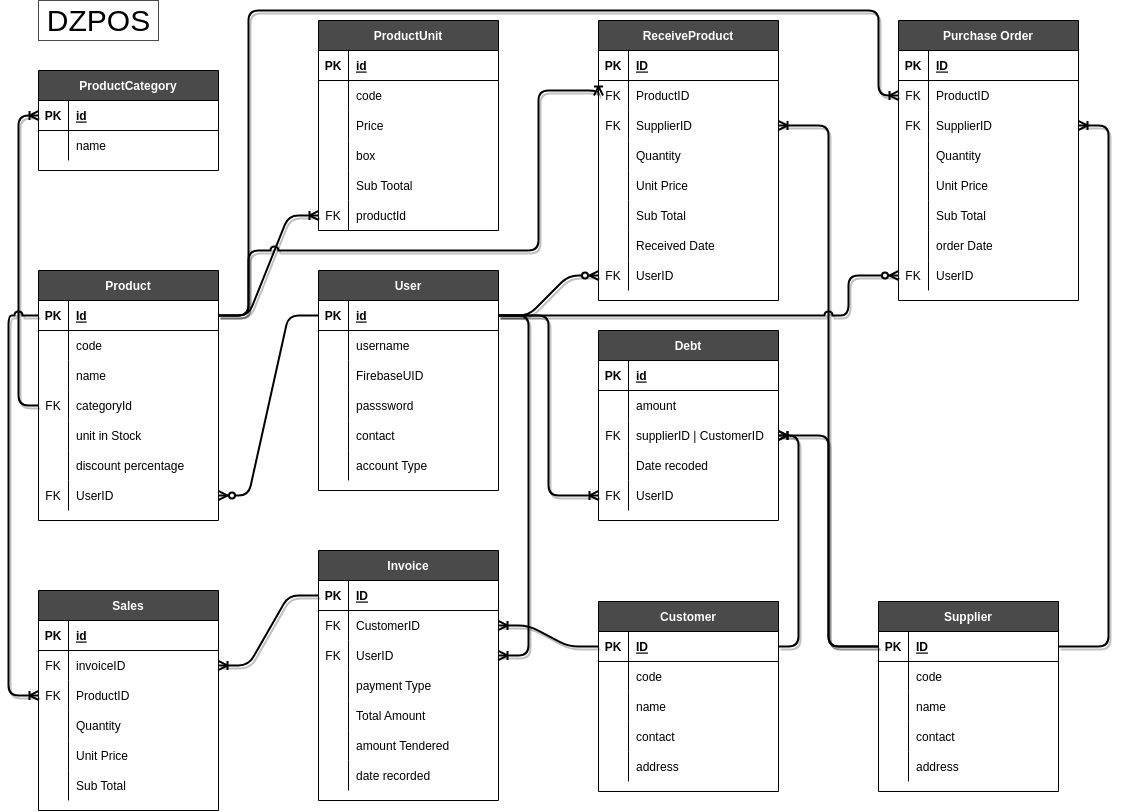 DZPOS
ProductCategory
PK id
name
ProductUnit
PK id
code
Price
box
Sub Tootal
FK productId
ReceiveProduct
PK ID
FK ProductID
FK SupplierID
Quantity
Unit Price
Sub Total
Received Date
FK UserID
Purchase Order
PK ID
FK ProductID
FK SupplierID
Quantity
Unit Price
Sub Total
order Date
FK UserID
Product
PK Id
code
name
FK categoryId
unit in Stock
discount percentage
FK UserID
User
PK id
username
FirebaseUID
passsword
contact
account Type
Debt
PK id
amount
FK supplierID | CustomerID
Date recoded
FK UserID
Sales
PK id
FK invoiceID
FK ProductID
Quantity
Unit Price
Sub Total
Invoice
PK ID
FK CustomerID
FK UserID
payment Type
Total Amount
amount Tendered
date recorded
Customer
PK ID
code
name
contact
address
Supplier
PK ID
code
name
contact
address